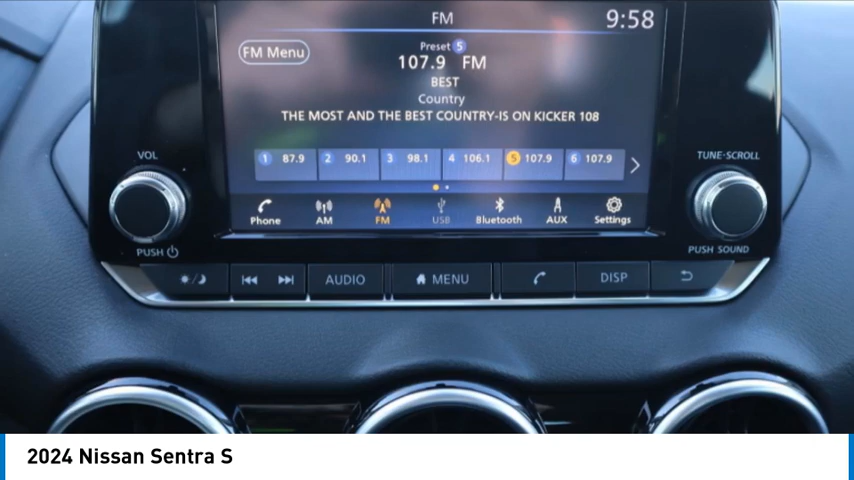 FM
9:58
FM Menu
Preset 5
107.9 FM
BEST
Country
THE MOST AND THE BEST COUNTRY-IS ON KICKER 108
1 87.9 2 90.1 3 98.1 4 106.1 5 107.9 6 107.9
VOL
TUNE·SCROLL
Phone AM FM USB Bluetooth AUX Settings
PUSH
PUSH SOUND
AUDIO MENU DISP
2024 Nissan Sentra S